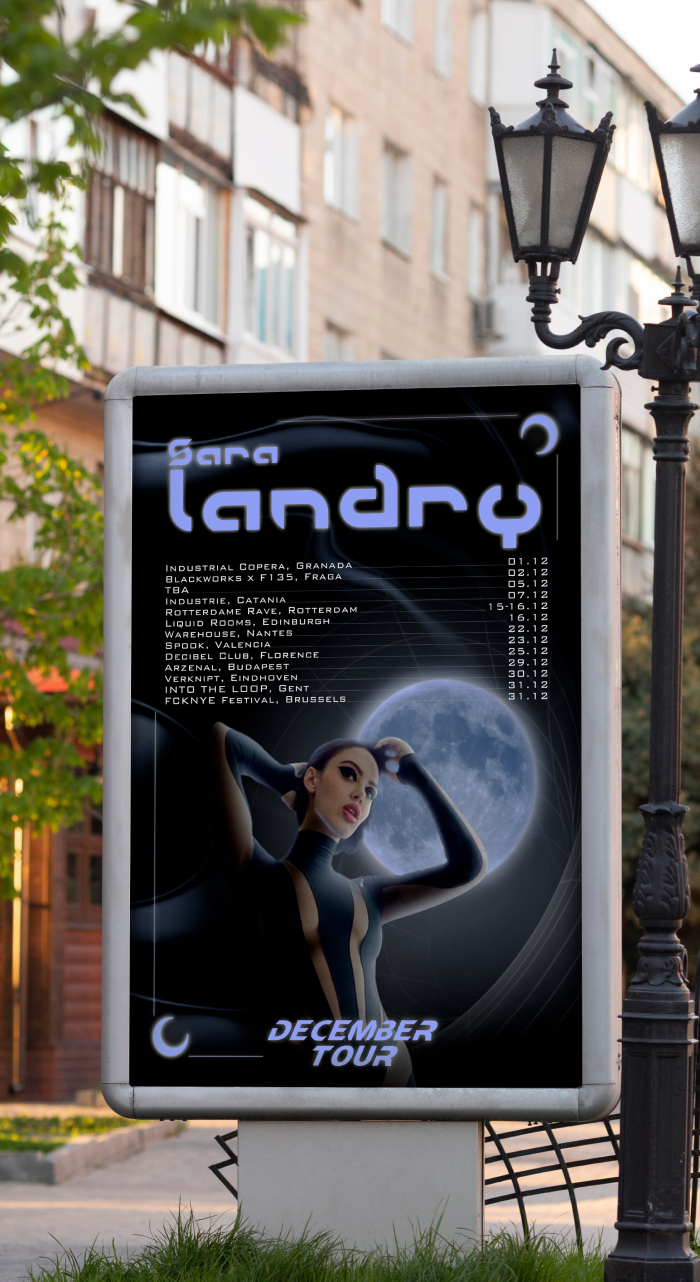 Sara
landry
Industrial Copera, Granada 01.12
Blackworks x F135, Fraga 02.12
TBA 05.12
Industrie, Catania 07.12
Rotterdame Rave, Rotterdam 15-16.12
Liquid Rooms, Edinburgh 16.12
Warehouse, Nantes 22.12
Spook, Valencia 23.12
Decibel Club, Florence 25.12
Arzenal, Budapest 29.12
Verknipt, Eindhoven 30.12
INTO THE LOOP, Gent 31.12
FCKNYE Festival, Brussels 31.12
DECEMBER
TOUR